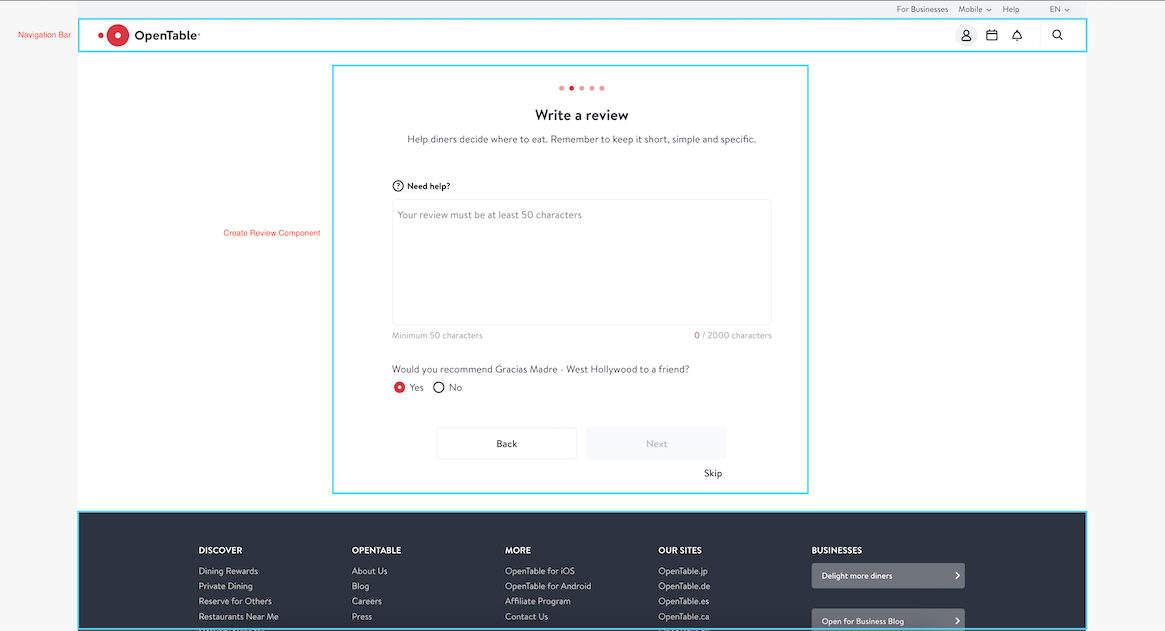 For Businesses Mobile Help EN
Navigation Bar
OpenTable®
Write a review
Help diners decide where to eat. Remember to keep it short, simple and specific.
? Need help?
Your review must be at least 50 characters
Create Review Component
Minimum 50 characters 0 / 2000 characters
Would you recommend Gracias Madre - West Hollywood to a friend?
Yes No
Back Next
Skip
DISCOVER OPENTABLE MORE OUR SITES BUSINESSES
Dining Rewards About Us OpenTable for iOS OpenTable.jp Delight more diners
Private Dining Blog OpenTable for Android OpenTable.de
Reserve for Others Careers Affiliate Program OpenTable.es
Restaurants Near Me Press Contact Us OpenTable.ca Open for Business Blog